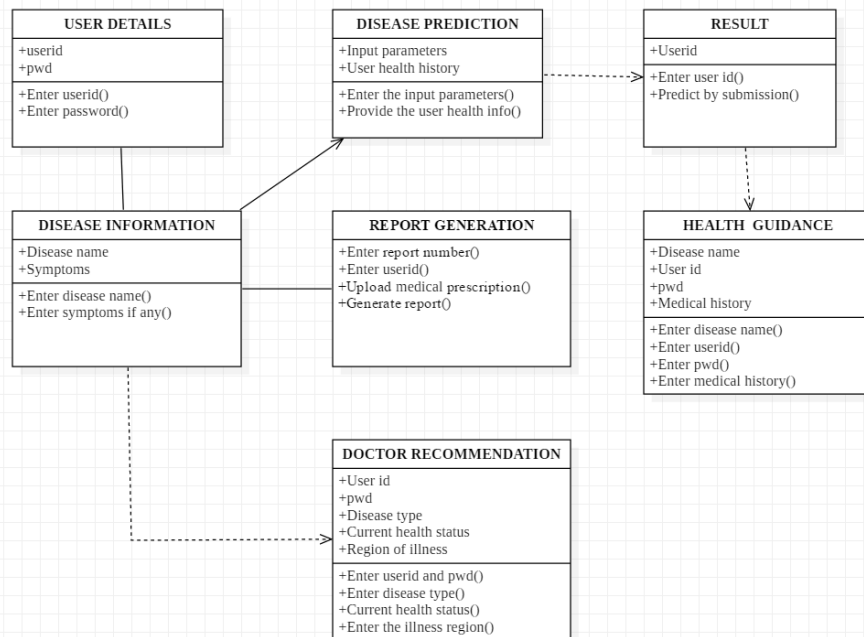 USER DETAILS
+userid
+pwd
+Enter userid()
+Enter password()
DISEASE PREDICTION
+Input parameters
+User health history
+Enter the input parameters()
+Provide the user health info()
RESULT
+Userid
+Enter user id()
+Predict by submission()
DISEASE INFORMATION
+Disease name
+Symptoms
+Enter disease name()
+Enter symptoms if any()
REPORT GENERATION
+Enter report number()
+Enter userid()
+Upload medical prescription()
+Generate report()
HEALTH GUIDANCE
+Disease name
+User id
+pwd
+Medical history
+Enter disease name()
+Enter userid()
+Enter pwd()
+Enter medical history()
DOCTOR RECOMMENDATION
+User id
+pwd
+Disease type
+Current health status
+Region of illness
+Enter userid and pwd()
+Enter disease type()
+Current health status()
+Enter the illness region()